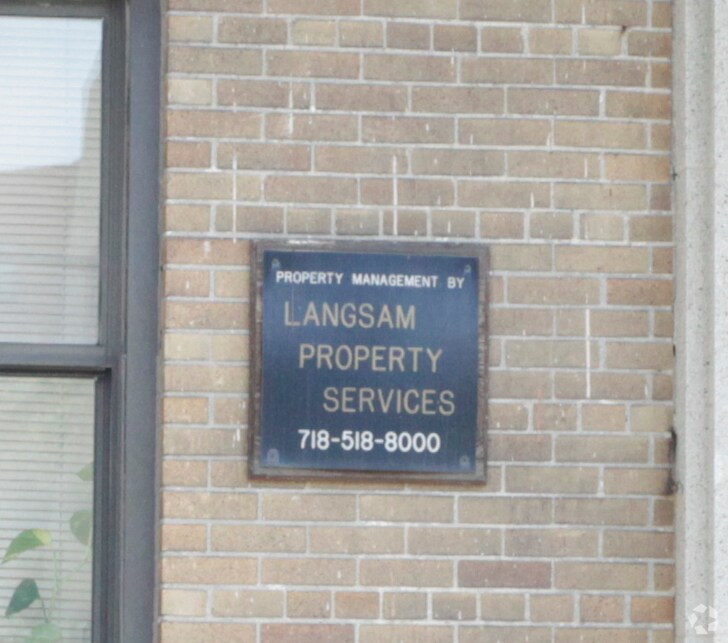 PROPERTY MANAGEMENT BY
LANGSAM
PROPERTY
SERVICES
718-518-8000